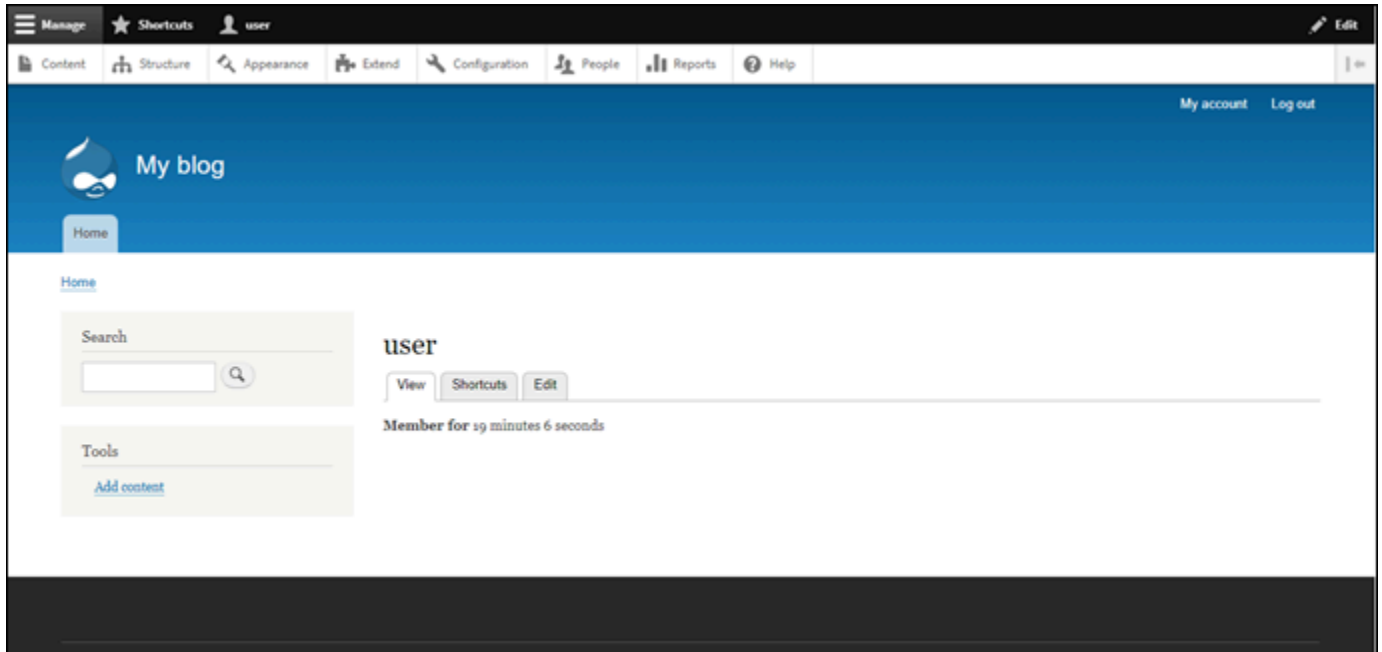 Manage Shortcuts user Edit
Content Structure Appearance Extend Configuration People Reports Help
My account Log out
My blog
Home
Home
Search
user
View Shortcuts Edit
Member for 19 minutes 6 seconds
Tools
Add content